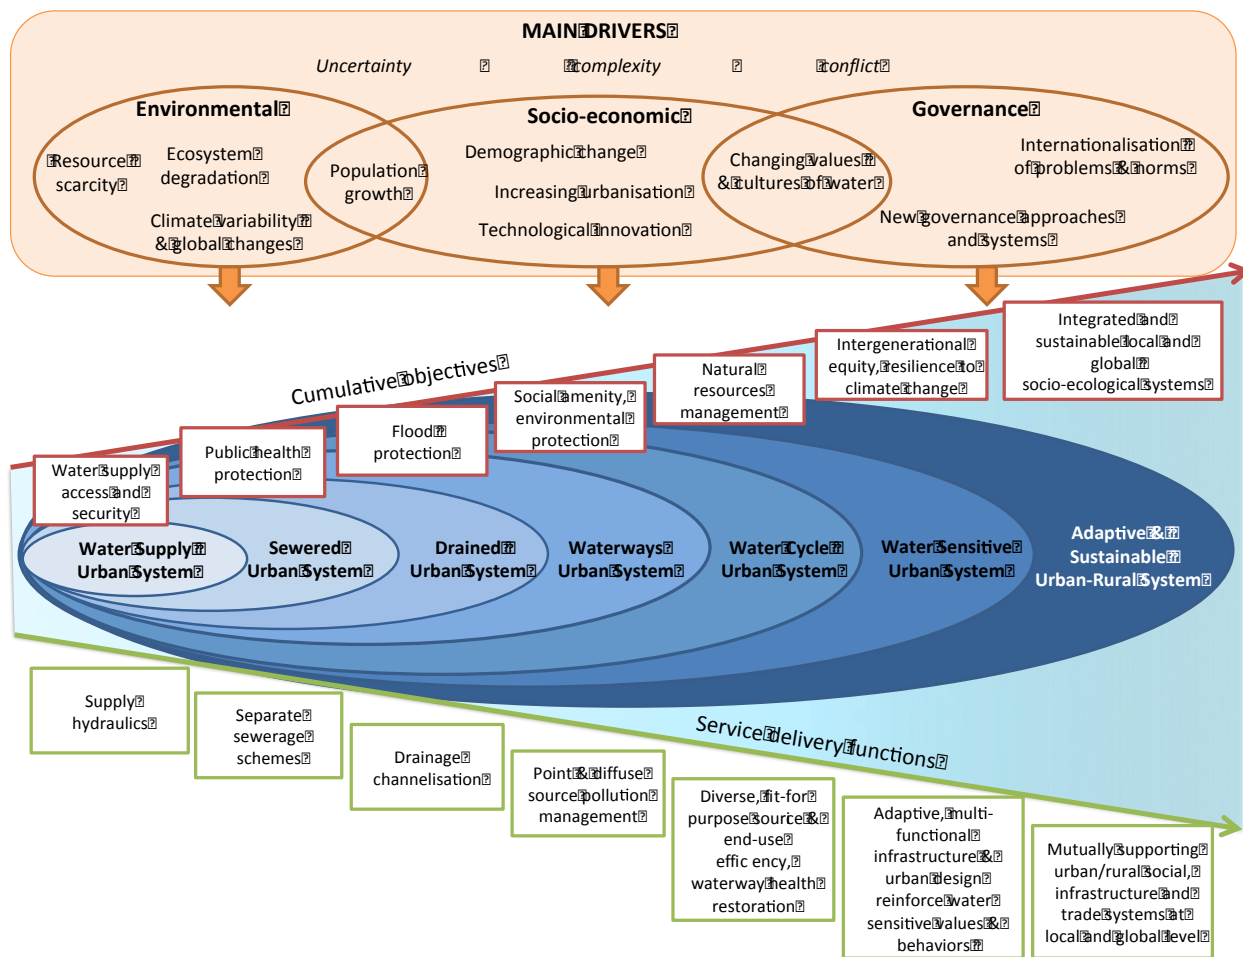 MAIN DRIVERS
Uncertainty complexity conflict
Environmental
Socio-economic
Governance
Resource
scarcity
Ecosystem
degradation
Climate variability
& global changes
Population
growth
Demographic change
Increasing urbanisation
Technological innovation
Changing values
& cultures of water
Internationalisation
of problems & norms
New governance approaches
and systems
Cumulative objectives
Water supply
access and
security
Public health
protection
Flood
protection
Social amenity,
environmental
protection
Natural
resources
management
Intergenerational
equity, resilience to
climate change
Integrated and
sustainable local and
global
socio-ecological systems
Water Supply
Urban System
Sewered
Urban System
Drained
Urban System
Waterways
Urban System
Water Cycle
Urban System
Water Sensitive
Urban System
Adaptive &
Sustainable
Urban-Rural System
Service delivery functions
Supply
hydraulics
Separate
sewerage
schemes
Drainage
channelisation
Point & diffuse
source pollution
management
Diverse, fit-for
purpose source &
end-use
effic ency,
waterway health
restoration
Adaptive, multi-
functional
infrastructure &
urban design
reinforce water
sensitive values &
behaviors
Mutually supporting
urban/rural social,
infrastructure and
trade systems at
local and global level